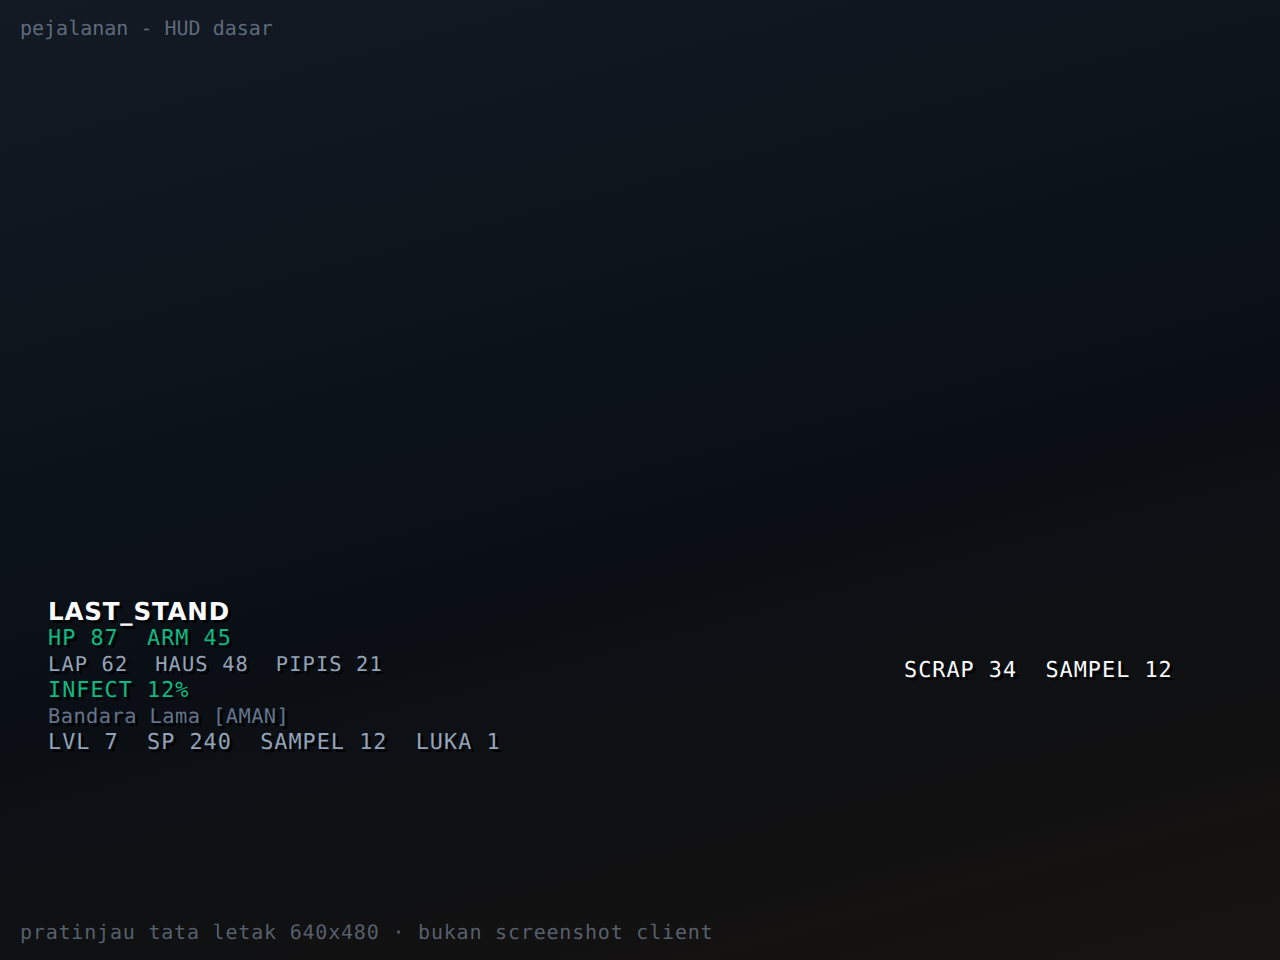 pejalanan - HUD dasar
LAST_STAND
HP 87  ARM 45
LAP 62  HAUS 48  PIPIS 21
INFECT 12%
Bandara Lama [AMAN]
LVL 7  SP 240  SAMPEL 12  LUKA 1
SCRAP 34  SAMPEL 12
pratinjau tata letak 640x480 · bukan screenshot client